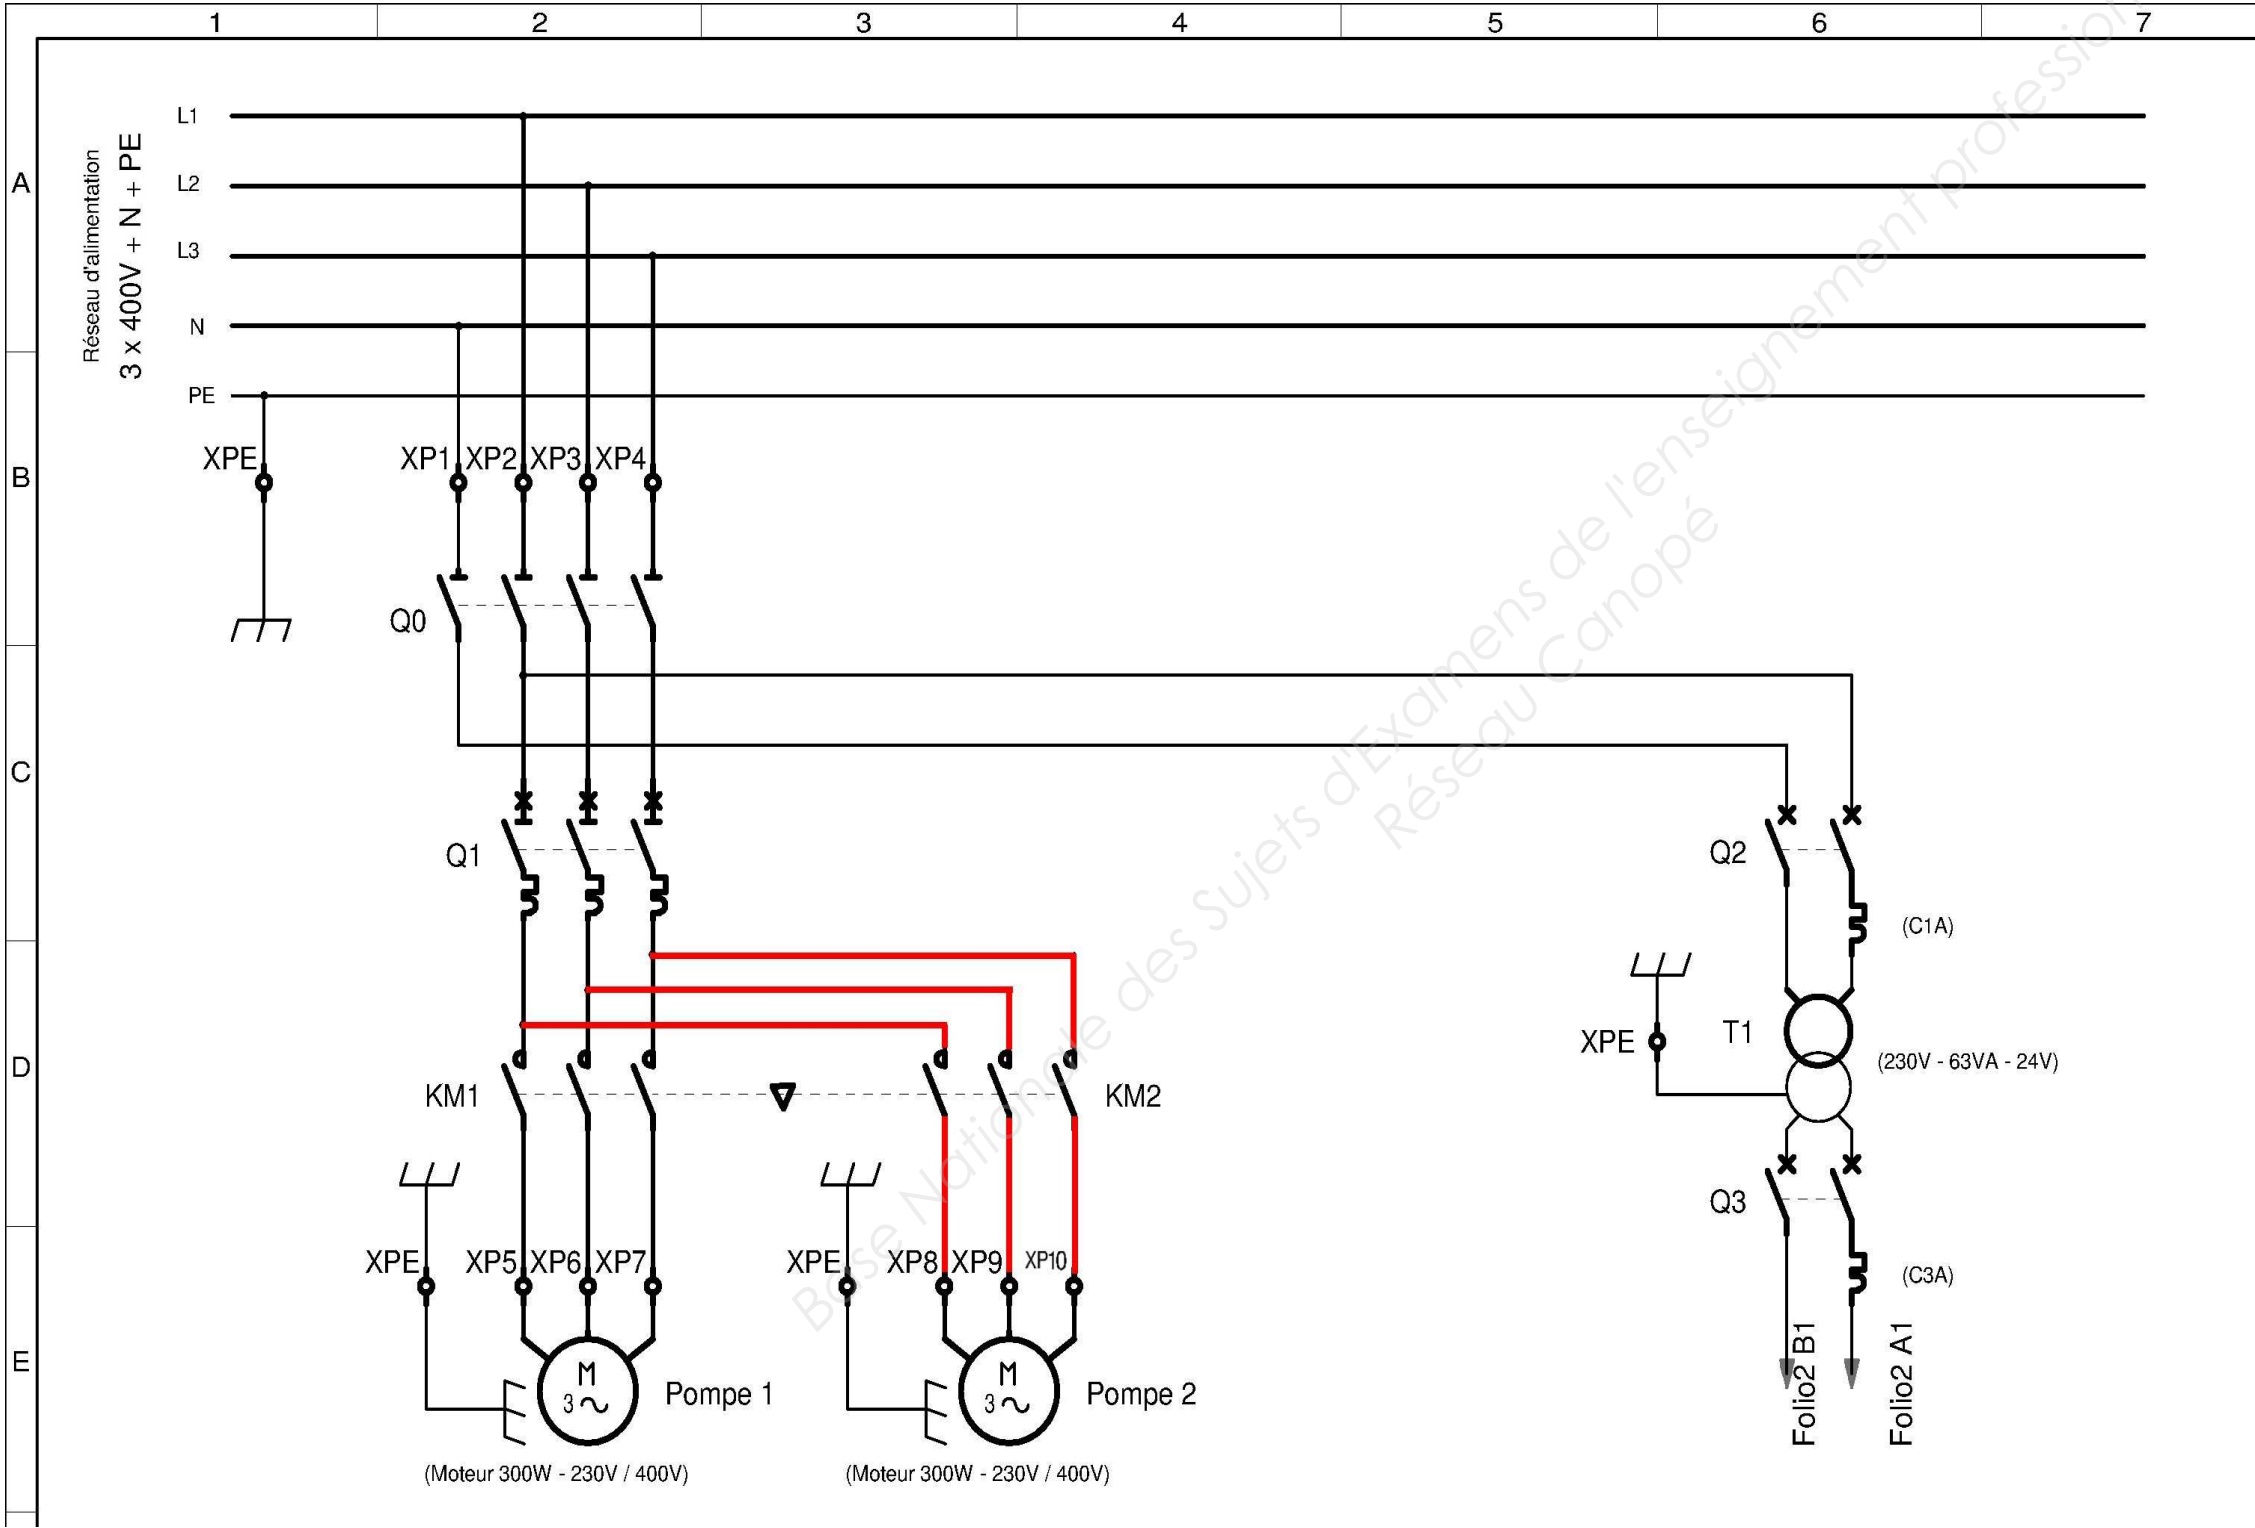 1 2 3 4 5 6 7
A
B
C
D
E
Réseau d'alimentation
3 x 400V + N + PE
L1
L2
L3
N
PE
XPE XP1 XP2 XP3 XP4
Q0
Q1
Q2
(C1A)
XPE T1
(230V - 63VA - 24V)
KM1 KM2
Q3
XPE XP5 XP6 XP7 XPE XP8 XP9 XP10
(C3A)
Folio2 B1
Folio2 A1
M
3
Pompe 1
M
3
Pompe 2
(Moteur 300W - 230V / 400V) (Moteur 300W - 230V / 400V)
Base Nationale des Sujets d'Examens de l'enseignement profession
Réseau Canopé